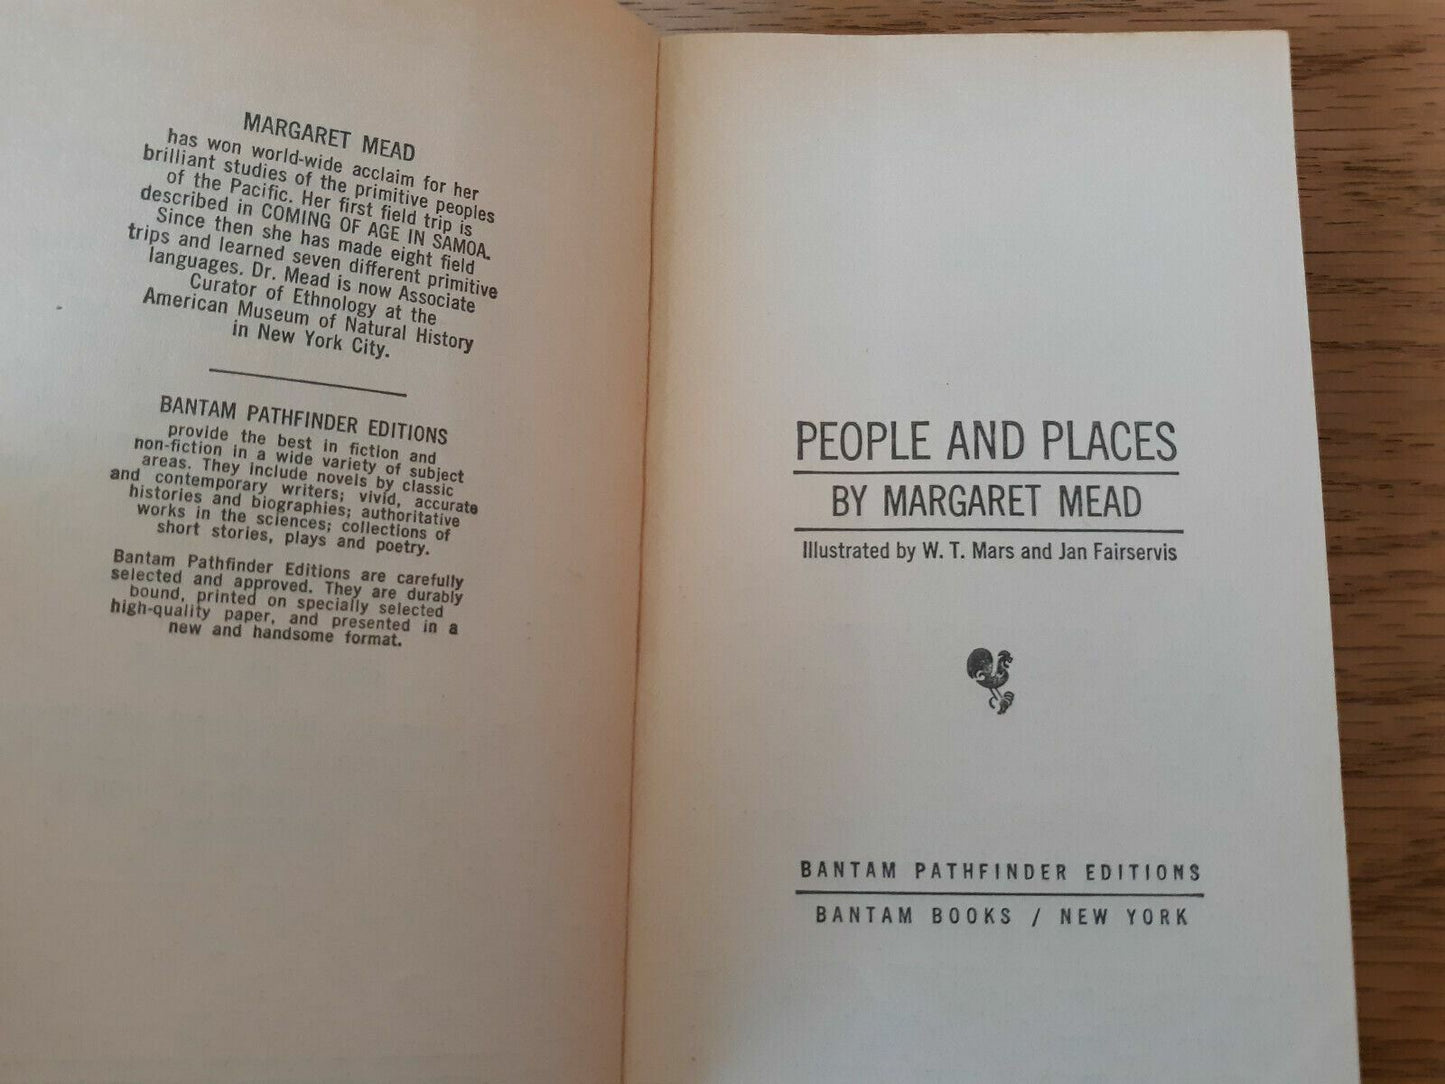 MARGARET MEAD
has won world-wide acclaim for her
brilliant studies of the primitive peoples
of the Pacific. Her first field trip is
described in COMING OF AGE IN SAMOA.
Since then she has made eight field
trips and learned seven different primitive
languages. Dr. Mead is now Associate
Curator of Ethnology at the
American Museum of Natural History
in New York City.
BANTAM PATHFINDER EDITIONS
provide the best in fiction and
non-fiction in a wide variety of subject
areas. They include novels by classic
and contemporary writers; vivid, accurate
histories and biographies; authoritative
works in the sciences; collections of
short stories, plays and poetry.
Bantam Pathfinder Editions are carefully
selected and approved. They are durably
bound, printed on specially selected
high-quality paper, and presented in a
new and handsome format.
PEOPLE AND PLACES
BY MARGARET MEAD
Illustrated by W. T. Mars and Jan Fairservis
BANTAM PATHFINDER EDITIONS
BANTAM BOOKS / NEW YORK